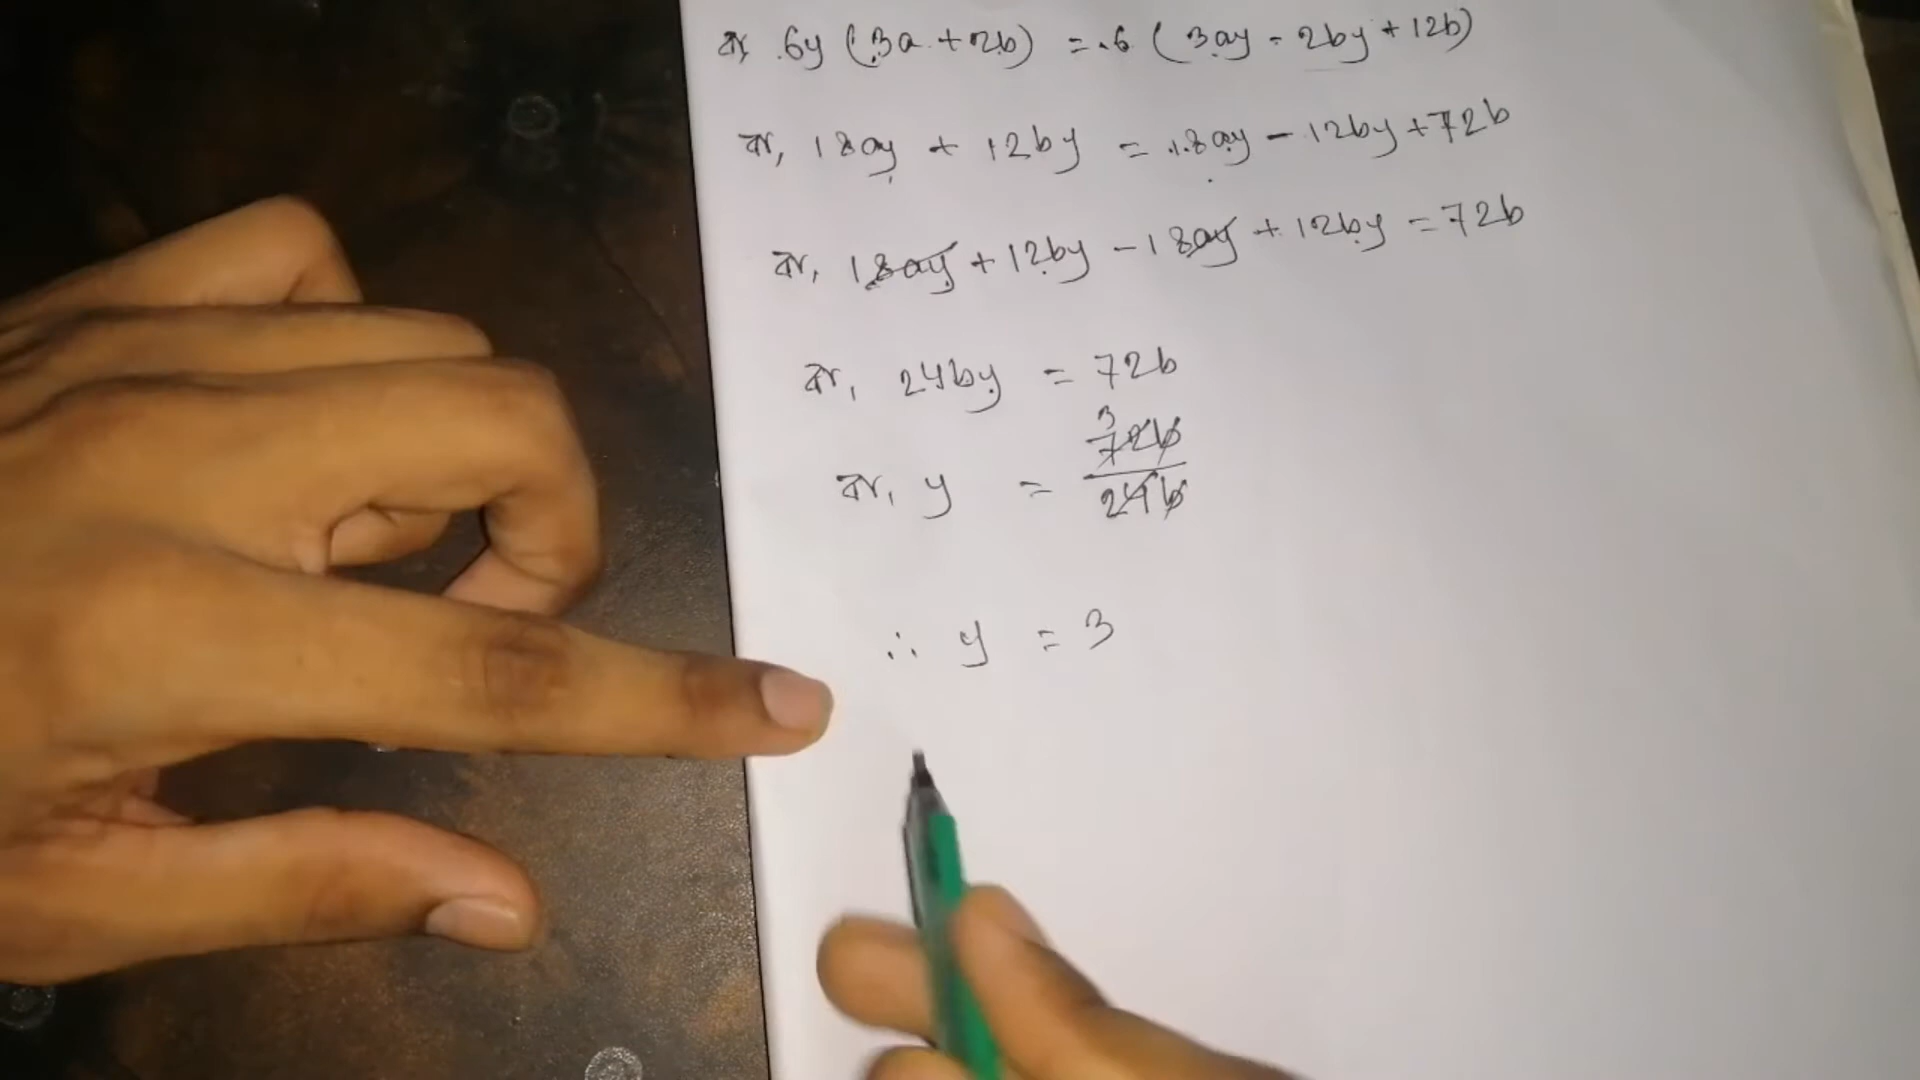 বা, 6y (3a + 2b) = 6 (3ay - 2by + 12b)
বা, 18ay + 12by = 18ay - 12by + 72b
বা, 18ay + 12by - 18ay + 12by = 72b
বা, 24by = 72b
বা, y = 72b/24b 3
∴ y = 3